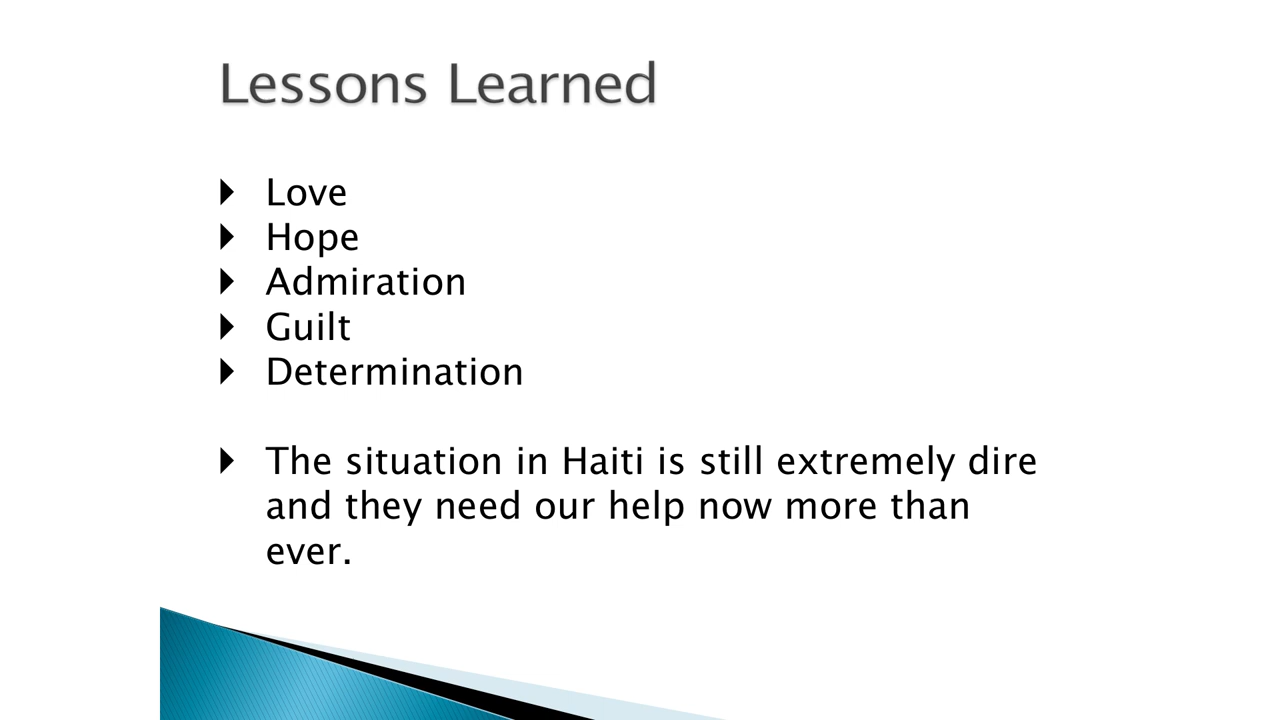 Lessons Learned
Love
Hope
Admiration
Guilt
Determination
The situation in Haiti is still extremely dire
and they need our help now more than
ever.